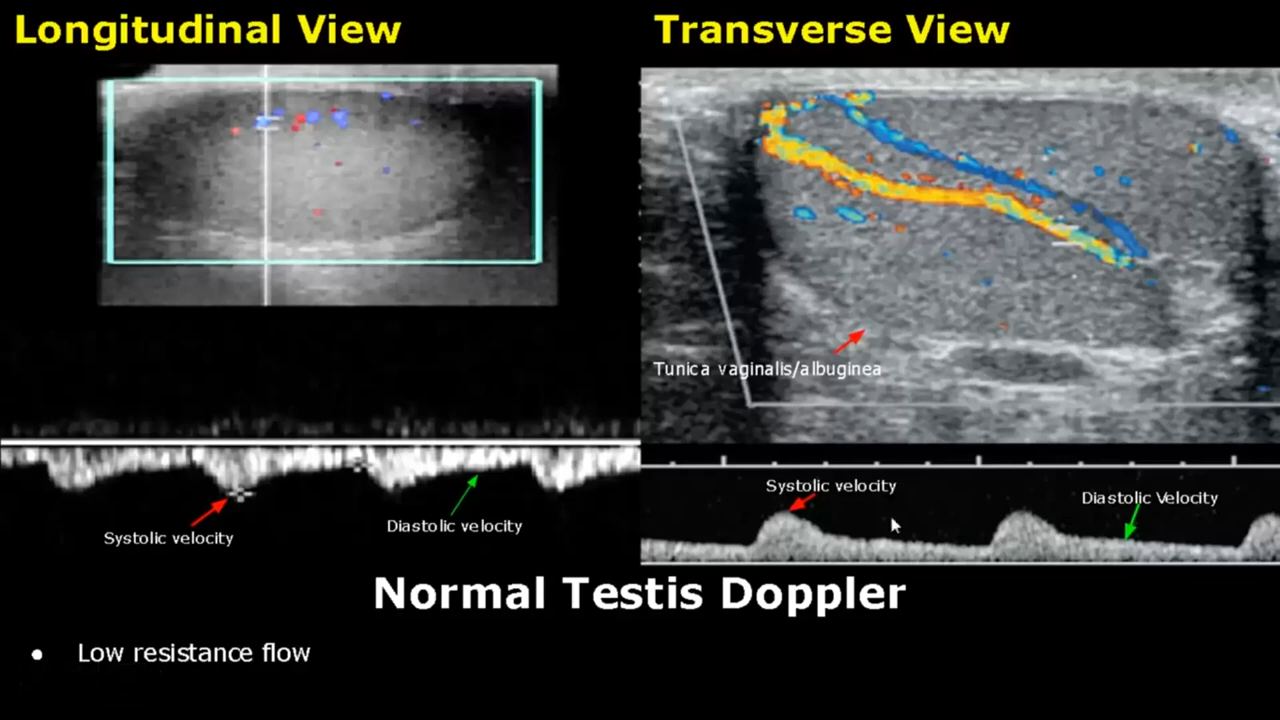 Longitudinal View
Transverse View
Tunica vaginalis/albuginea
Systolic velocity
Diastolic velocity
Systolic velocity
Diastolic Velocity
Normal Testis Doppler
• Low resistance flow